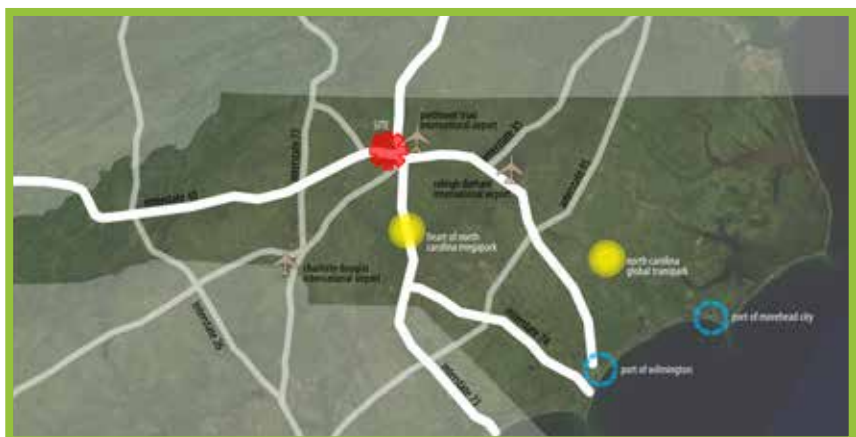 SITE
piedmont triad
international airport
interstate 77
interstate 85
raleigh durham
international airport
interstate 95
interstate 40
heart of north
carolina megapark
north carolina
global transpark
charlotte douglas
international airport
port of morehead city
interstate 26
interstate 74
port of wilmington
interstate 73